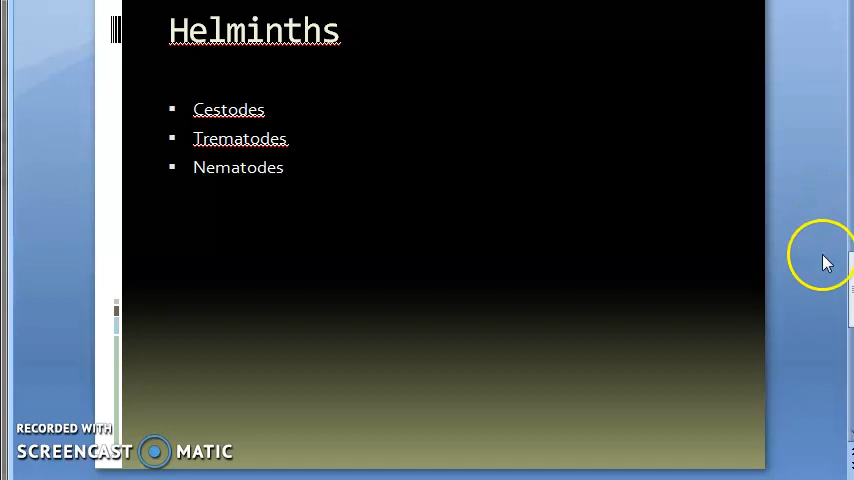 Helminths
Cestodes
Trematodes
Nematodes
RECORDED WITH
SCREENCAST MATIC